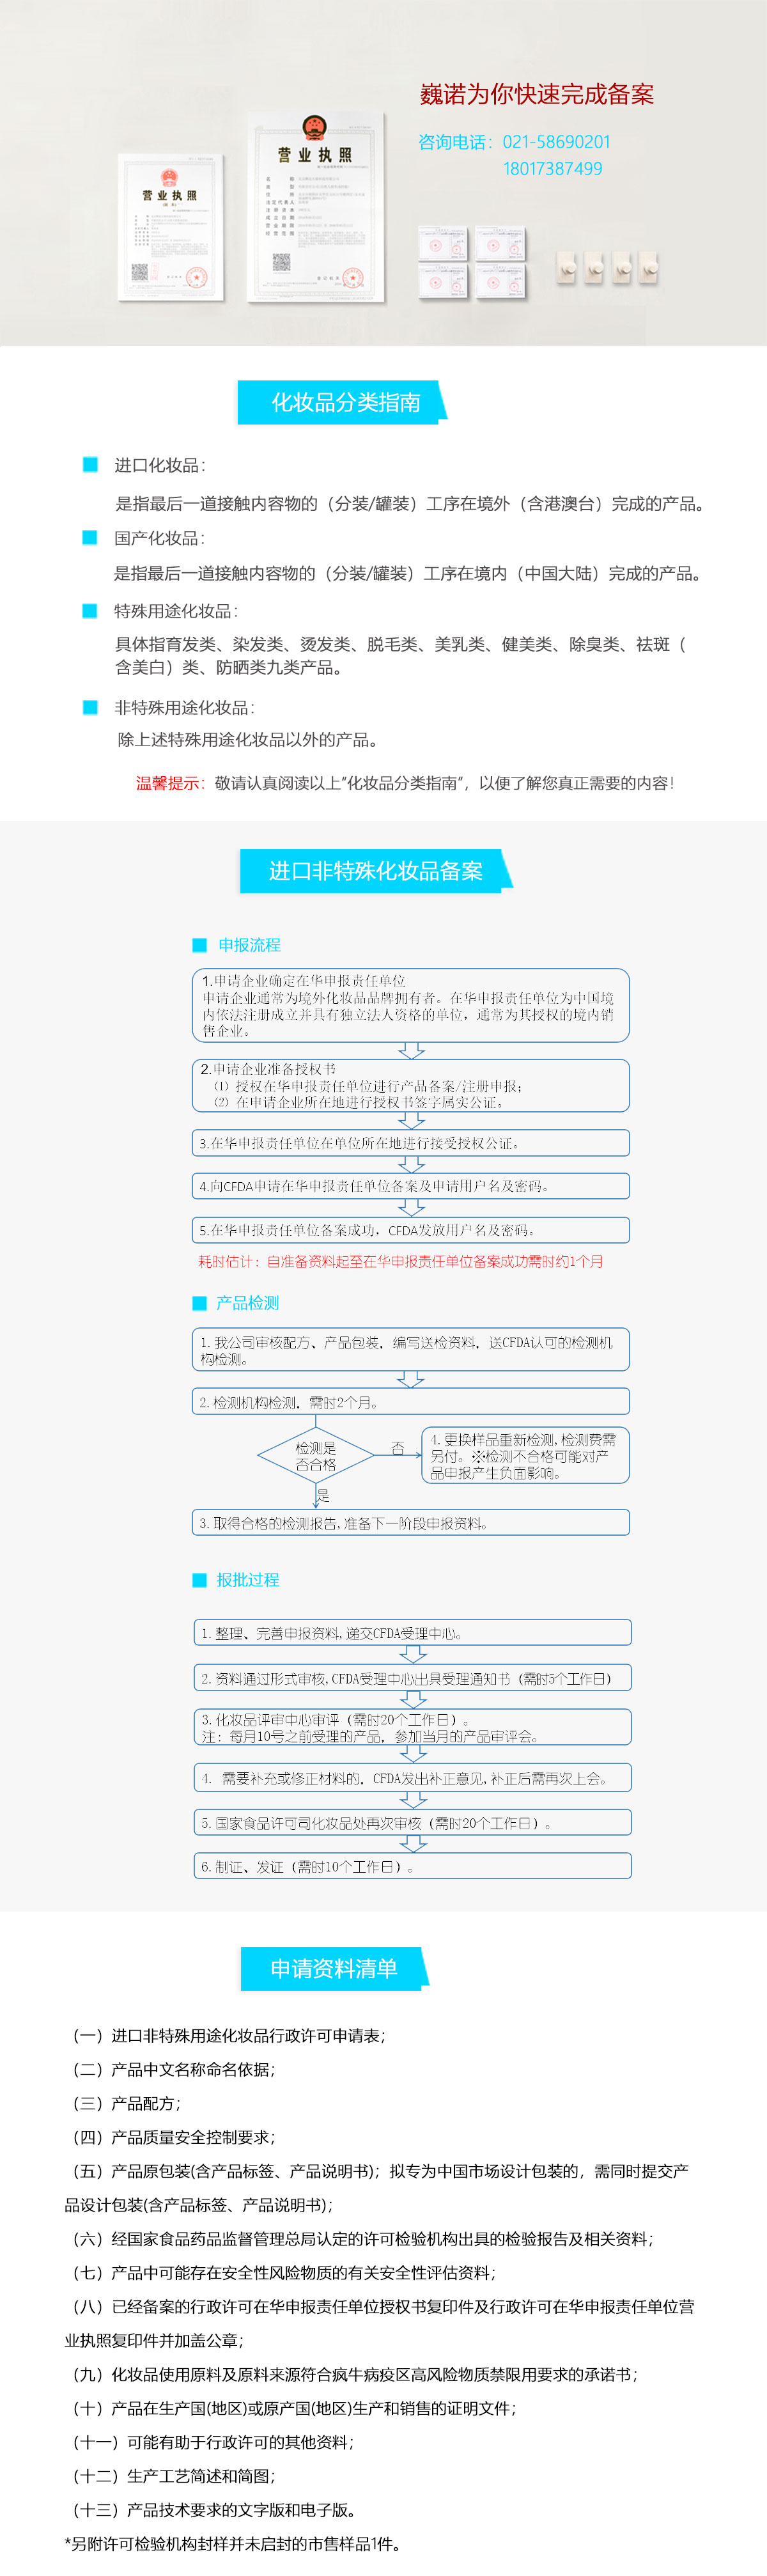 巍诺为你快速完成备案
咨询电话：021-58690201
18017387499
营业执照
营业执照
化妆品分类指南
进口化妆品：
是指最后一道接触内容物的（分装/罐装）工序在境外（含港澳台）完成的产品。
国产化妆品：
是指最后一道接触内容物的（分装/罐装）工序在境内（中国大陆）完成的产品。
特殊用途化妆品：
具体指育发类、染发类、烫发类、脱毛类、美乳类、健美类、除臭类、祛斑（
含美白）类、防晒类九类产品。
非特殊用途化妆品：
除上述特殊用途化妆品以外的产品。
温馨提示：敬请认真阅读以上“化妆品分类指南”，以便了解您真正需要的内容！
进口非特殊化妆品备案
申报流程
1.申请企业确定在华申报责任单位
申请企业通常为境外化妆品品牌拥有者。在华申报责任单位为中国境
内依法注册成立并具有独立法人资格的单位，通常为其授权的境内销
售企业。
2.申请企业准备授权书
⑴ 授权在华申报责任单位进行产品备案/注册申报；
⑵ 在申请企业所在地进行授权书签字属实公证。
3.在华申报责任单位在单位所在地进行接受授权公证。
4.向CFDA申请在华申报责任单位备案及申请用户名及密码。
5.在华申报责任单位备案成功，CFDA发放用户名及密码。
耗时估计：自准备资料起至在华申报责任单位备案成功需时约1个月
产品检测
1.我公司审核配方、产品包装，编写送检资料，送CFDA认可的检测机
构检测。
2.检测机构检测，需时2个月。
检测是
否合格
否
4.更换样品重新检测,检测费需
另付。※检测不合格可能对产
品申报产生负面影响。
是
3.取得合格的检测报告,准备下一阶段申报资料。
报批过程
1.整理、完善申报资料,递交CFDA受理中心。
2.资料通过形式审核,CFDA受理中心出具受理通知书（需时5个工作日）
3.化妆品评审中心审评（需时20个工作日）。
注：每月10号之前受理的产品，参加当月的产品审评会。
4. 需要补充或修正材料的，CFDA发出补正意见,补正后需再次上会。
5.国家食品许可司化妆品处再次审核（需时20个工作日）。
6.制证、发证（需时10个工作日）。
申请资料清单
（一）进口非特殊用途化妆品行政许可申请表；
（二）产品中文名称命名依据；
（三）产品配方；
（四）产品质量安全控制要求；
（五）产品原包装(含产品标签、产品说明书)；拟专为中国市场设计包装的，需同时提交产
品设计包装(含产品标签、产品说明书)；
（六）经国家食品药品监督管理总局认定的许可检验机构出具的检验报告及相关资料；
（七）产品中可能存在安全性风险物质的有关安全性评估资料；
（八）已经备案的行政许可在华申报责任单位授权书复印件及行政许可在华申报责任单位营
业执照复印件并加盖公章；
（九）化妆品使用原料及原料来源符合疯牛病疫区高风险物质禁限用要求的承诺书；
（十）产品在生产国(地区)或原产国(地区)生产和销售的证明文件；
（十一）可能有助于行政许可的其他资料；
（十二）生产工艺简述和简图；
（十三）产品技术要求的文字版和电子版。
*另附许可检验机构封样并未启封的市售样品1件。